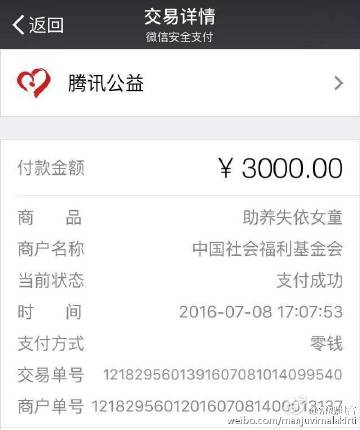 返回
交易详情
微信安全支付
腾讯公益
付款金额 ¥ 3000.00
商 品 助养失依女童
商户名称 中国社会福利基金会
当前状态 支付成功
时 间 2016-07-08 17:07:53
支付方式 零钱
交易单号 1218295601391607081014099540
商户单号
weibo.com/manjuvimalakirti